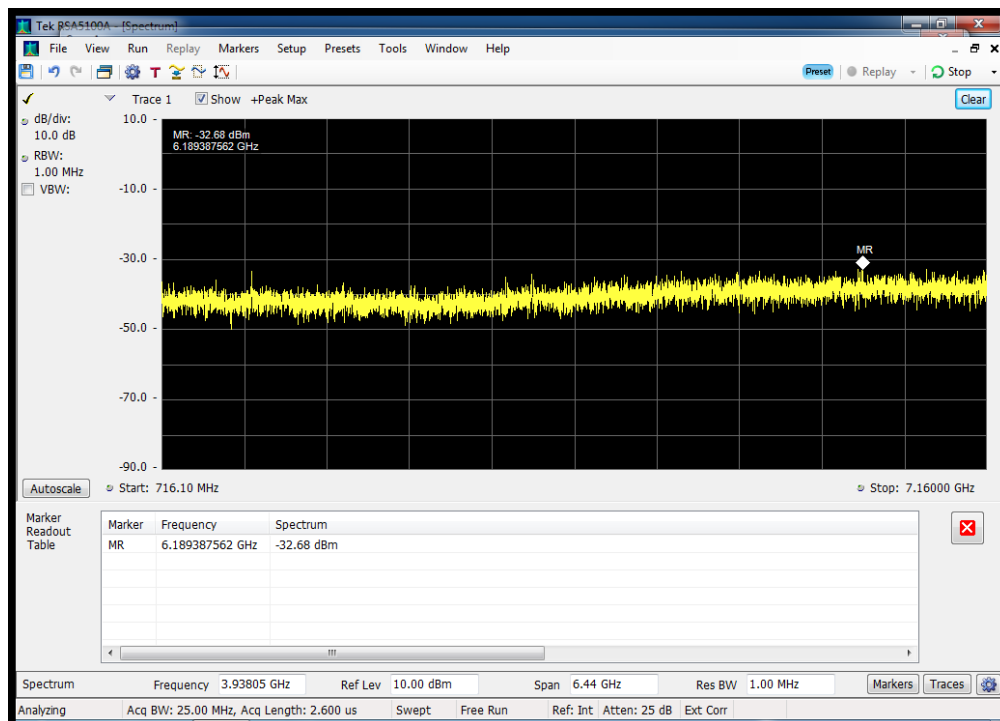 Tek RSA5100A - [Spectrum]
File View Run Replay Markers Setup Presets Tools Window Help
Preset Replay Stop
Trace 1 Show +Peak Max Clear
dB/div:
10.0 dB
RBW:
1.00 MHz
VBW:
10.0
-10.0
-30.0
-50.0
-70.0
-90.0
MR: -32.68 dBm
6.189387562 GHz
MR
Autoscale Start: 716.10 MHz Stop: 7.16000 GHz
Marker
Readout
Table
Marker Frequency Spectrum
MR 6.189387562 GHz -32.68 dBm
Spectrum Frequency 3.93805 GHz Ref Lev 10.00 dBm Span 6.44 GHz Res BW 1.00 MHz Markers Traces
Analyzing Acq BW: 25.00 MHz, Acq Length: 2.600 us Swept Free Run Ref: Int Atten: 25 dB Ext Corr